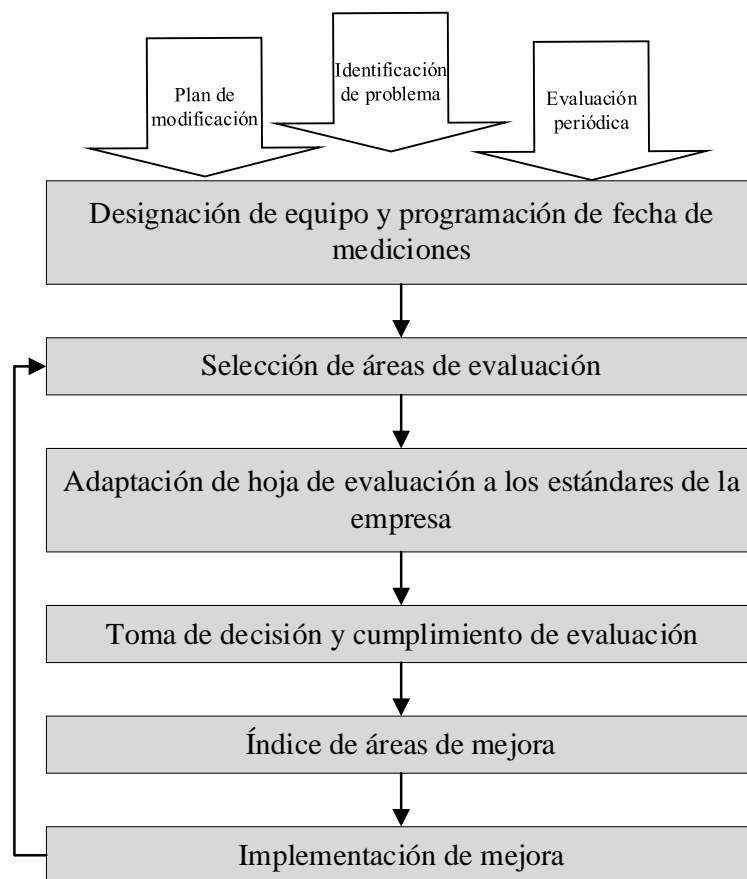 Plan de
modificación
Identificación
de problema
Evaluación
periódica
Designación de equipo y programación de fecha de
mediciones
Selección de áreas de evaluación
Adaptación de hoja de evaluación a los estándares de la
empresa
Toma de decisión y cumplimiento de evaluación
Índice de áreas de mejora
Implementación de mejora